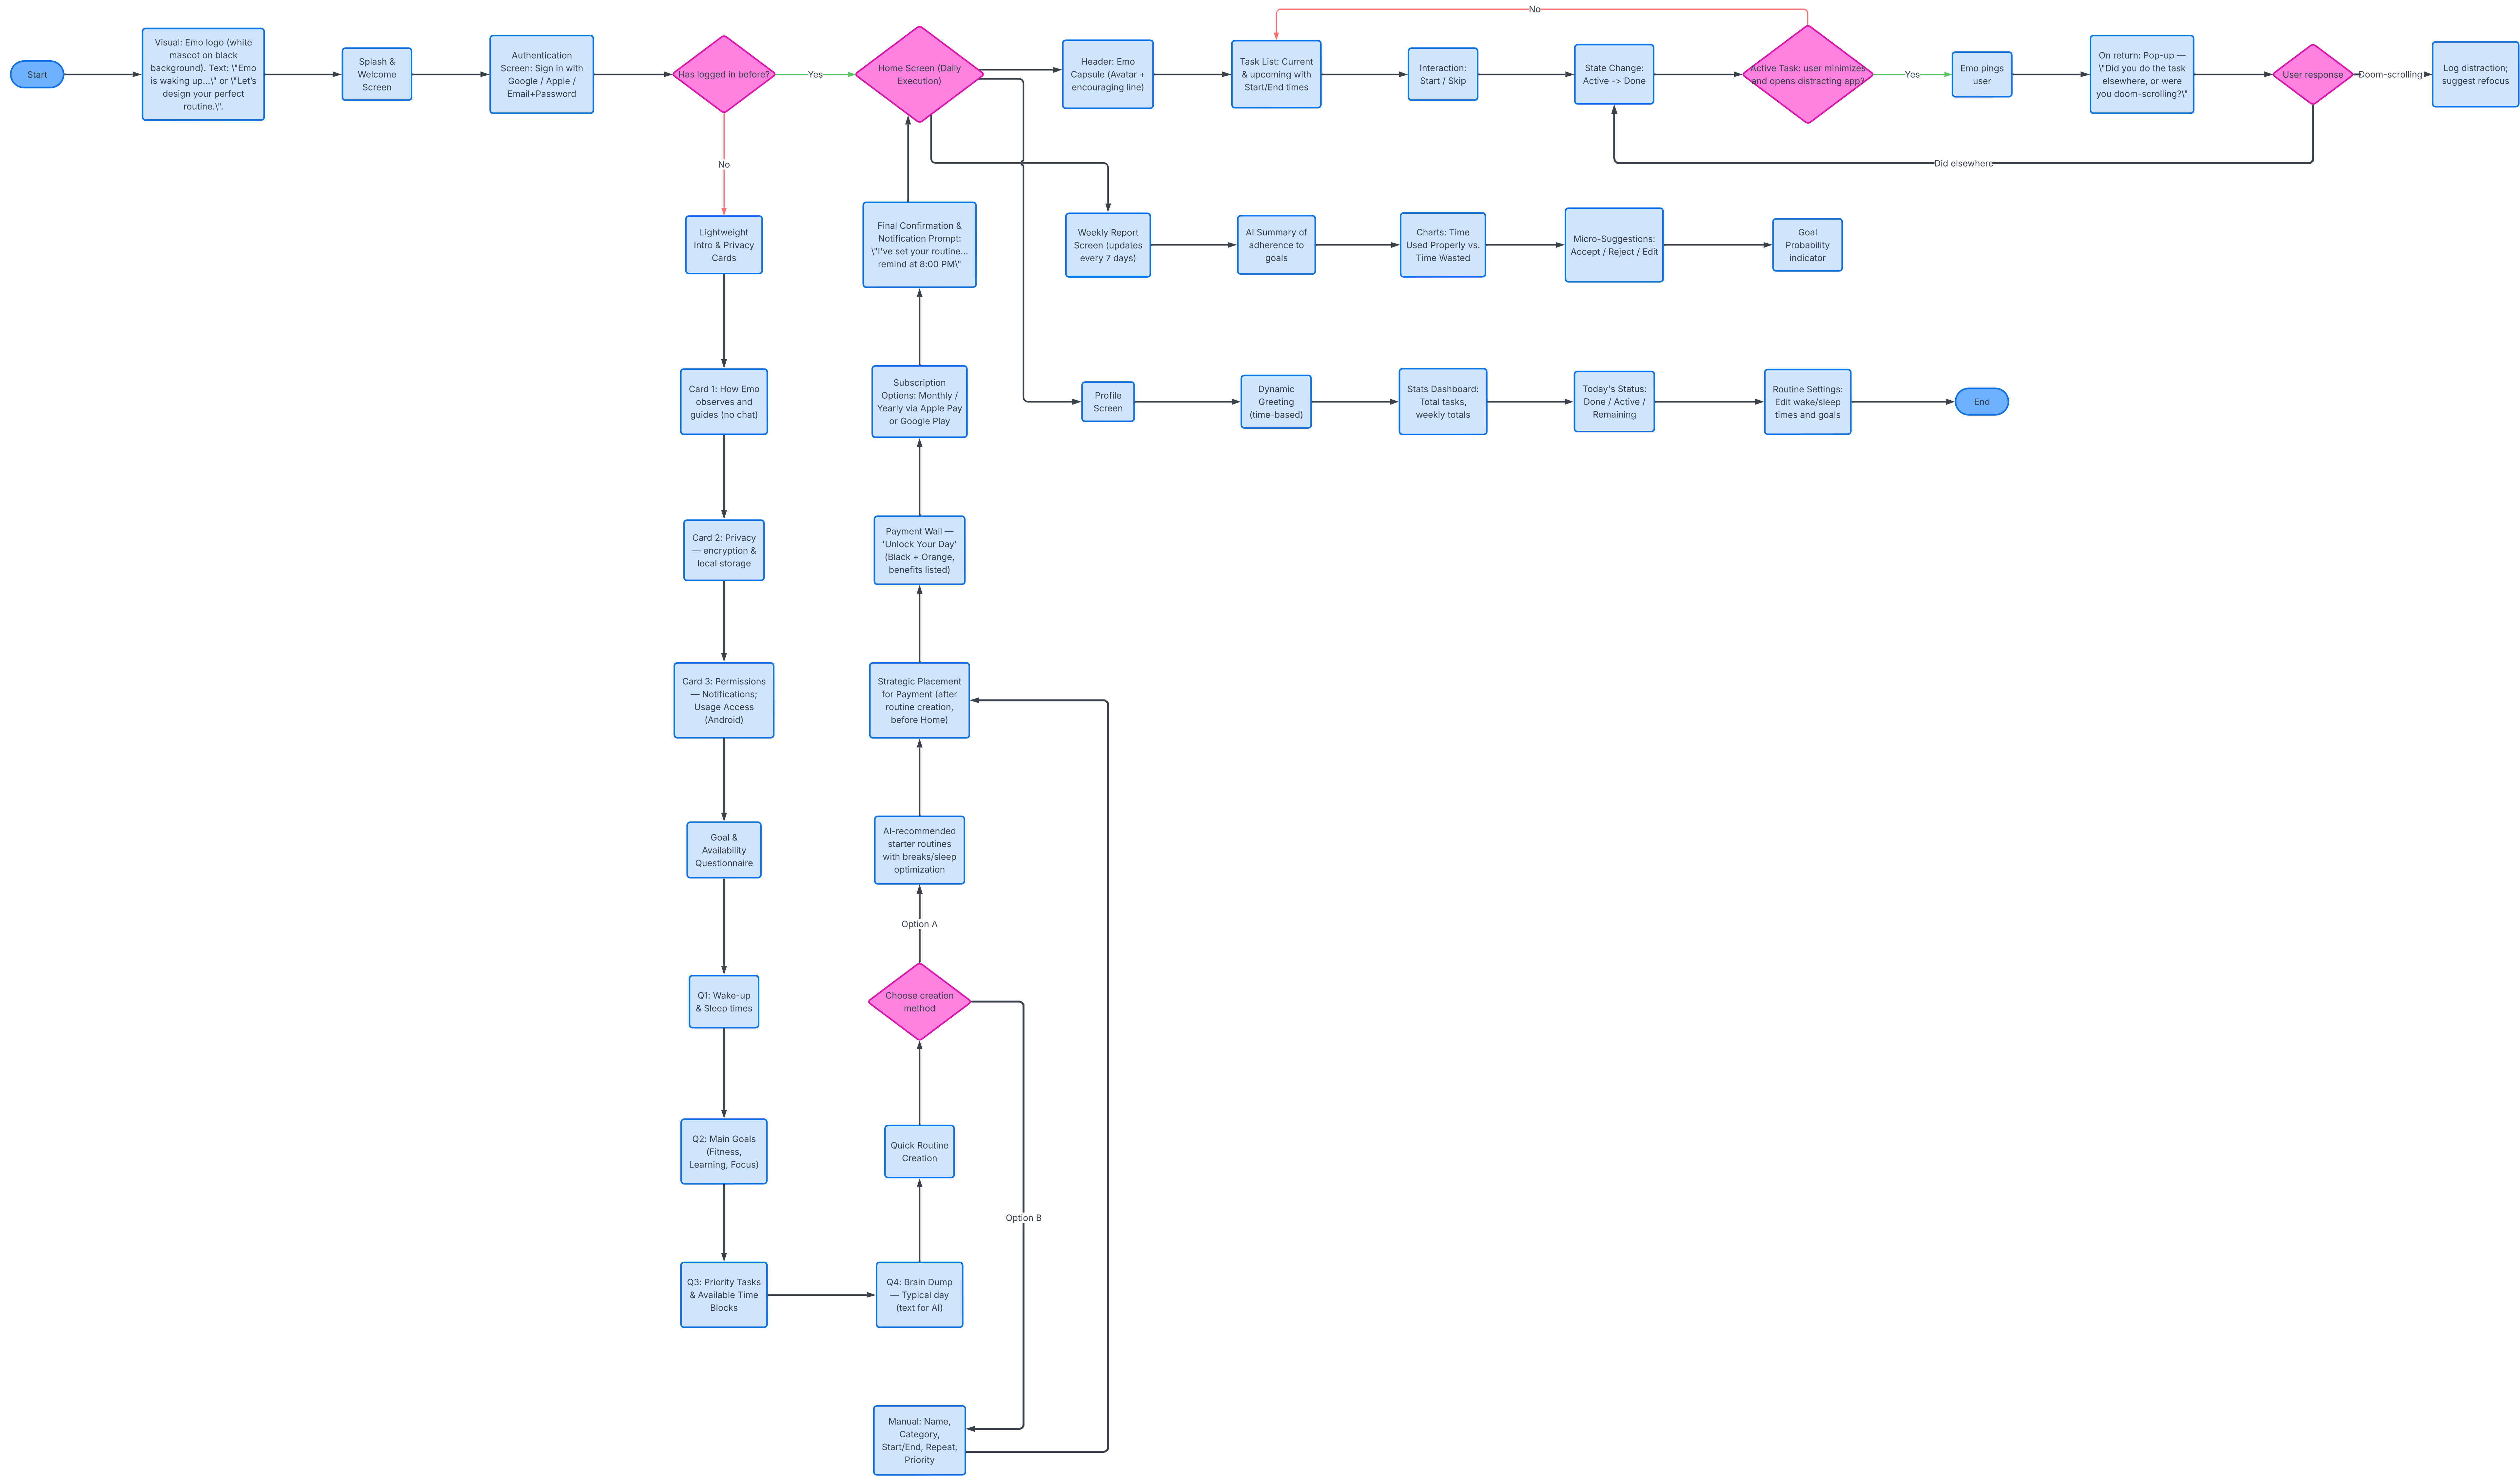 Start
Visual: Emo logo (white
mascot on black
background). Text: \"Emo
is waking up...\" or \"Let's
design your perfect
routine.\".
Splash &
Welcome
Screen
Authentication
Screen: Sign in with
Google / Apple /
Email+Password
Has logged in before?
Yes
No
Home Screen (Daily
Execution)
Header: Emo
Capsule (Avatar +
encouraging line)
Task List: Current
& upcoming with
Start/End times
Interaction:
Start / Skip
State Change:
Active -> Done
No
Active Task: user minimizes
and opens distracting app?
Yes
Emo pings
user
On return: Pop-up —
\"Did you do the task
elsewhere, or were
you doom-scrolling?\"
User response
Doom-scrolling
Log distraction;
suggest refocus
Did elsewhere
Lightweight
Intro & Privacy
Cards
Final Confirmation &
Notification Prompt:
\"I've set your routine...
remind at 8:00 PM\"
Weekly Report
Screen (updates
every 7 days)
AI Summary of
adherence to
goals
Charts: Time
Used Properly vs.
Time Wasted
Micro-Suggestions:
Accept / Reject / Edit
Goal
Probability
indicator
Card 1: How Emo
observes and
guides (no chat)
Subscription
Options: Monthly /
Yearly via Apple Pay
or Google Play
Profile
Screen
Dynamic
Greeting
(time-based)
Stats Dashboard:
Total tasks,
weekly totals
Today's Status:
Done / Active /
Remaining
Routine Settings:
Edit wake/sleep
times and goals
End
Card 2: Privacy
— encryption &
local storage
Payment Wall —
'Unlock Your Day'
(Black + Orange,
benefits listed)
Card 3: Permissions
— Notifications;
Usage Access
(Android)
Strategic Placement
for Payment (after
routine creation,
before Home)
Goal &
Availability
Questionnaire
AI-recommended
starter routines
with breaks/sleep
optimization
Option A
Q1: Wake-up
& Sleep times
Choose creation
method
Q2: Main Goals
(Fitness,
Learning, Focus)
Quick Routine
Creation
Option B
Q3: Priority Tasks
& Available Time
Blocks
Q4: Brain Dump
— Typical day
(text for AI)
Manual: Name,
Category,
Start/End, Repeat,
Priority